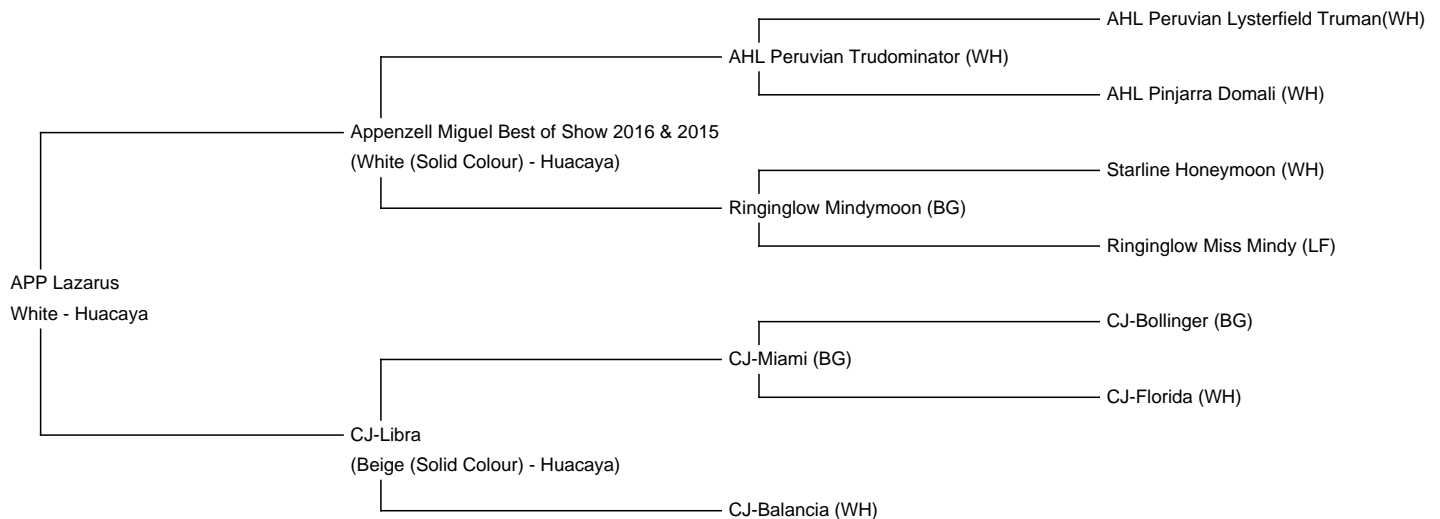 AHL Peruvian Lysterfield Truman(WH)
AHL Peruvian Trudominator (WH)
AHL Pinjarra Domali (WH)
Appenzell Miguel Best of Show 2016 & 2015
(White (Solid Colour) - Huacaya)
Starline Honeymoon (WH)
Ringinglow Mindymoon (BG)
Ringinglow Miss Mindy (LF)
APP Lazarus
White - Huacaya
CJ-Bollinger (BG)
CJ-Miami (BG)
CJ-Florida (WH)
CJ-Libra
(Beige (Solid Colour) - Huacaya)
CJ-Balancia (WH)